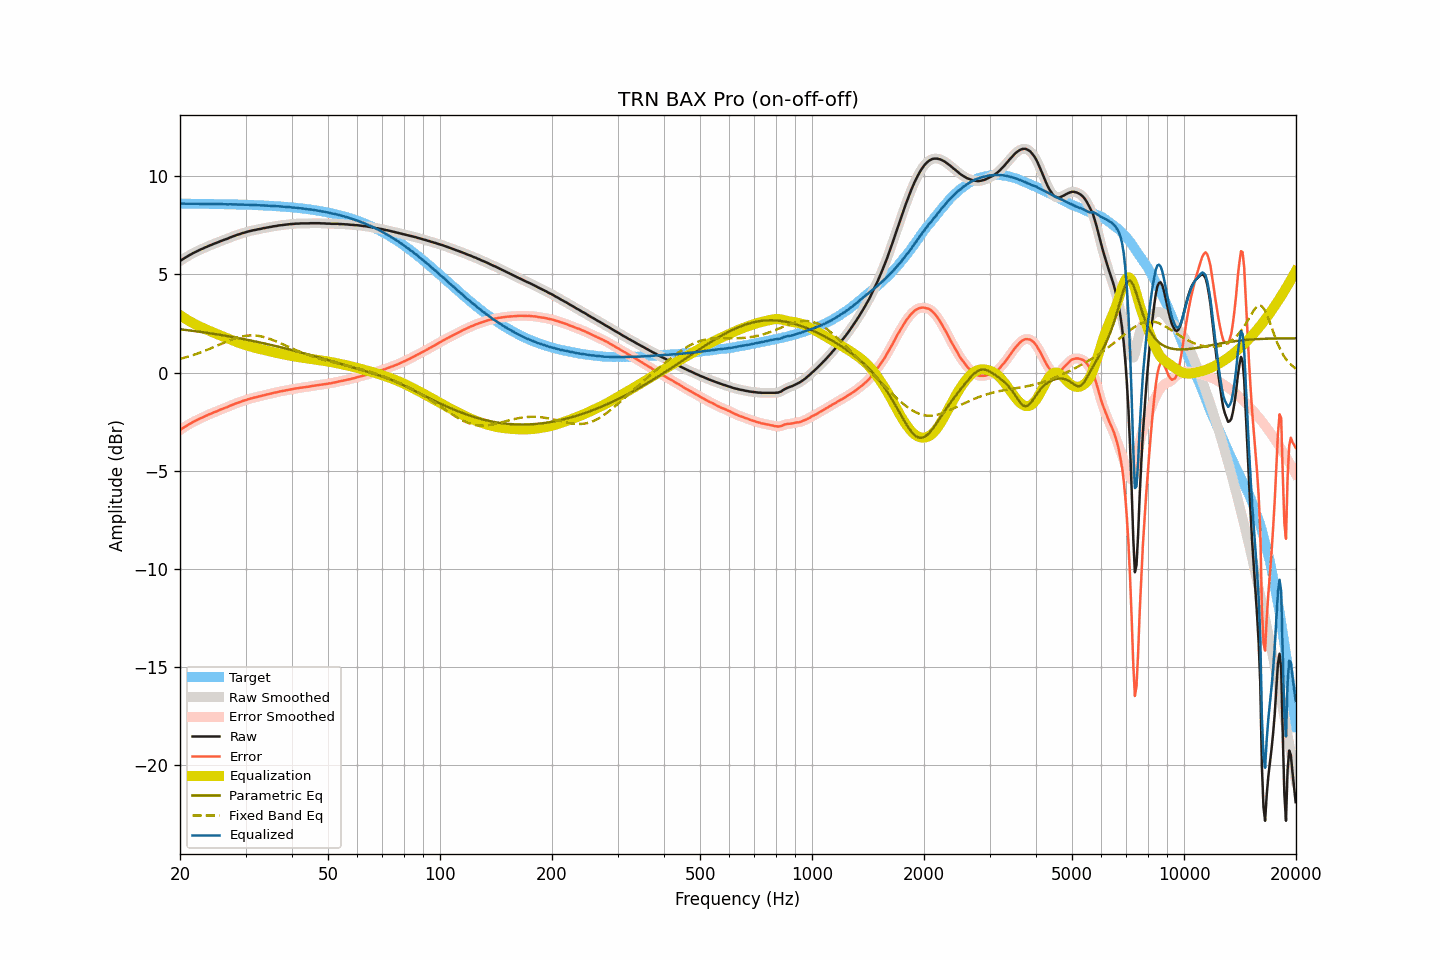 TRN BAX Pro (on-off-off)
10
5
0
−5
−10
−15
−20
Amplitude (dBr)
Target
Raw Smoothed
Error Smoothed
Raw
Error
Equalization
Parametric Eq
Fixed Band Eq
Equalized
20 50 100 200 500 1000 2000 5000 10000 20000
Frequency (Hz)